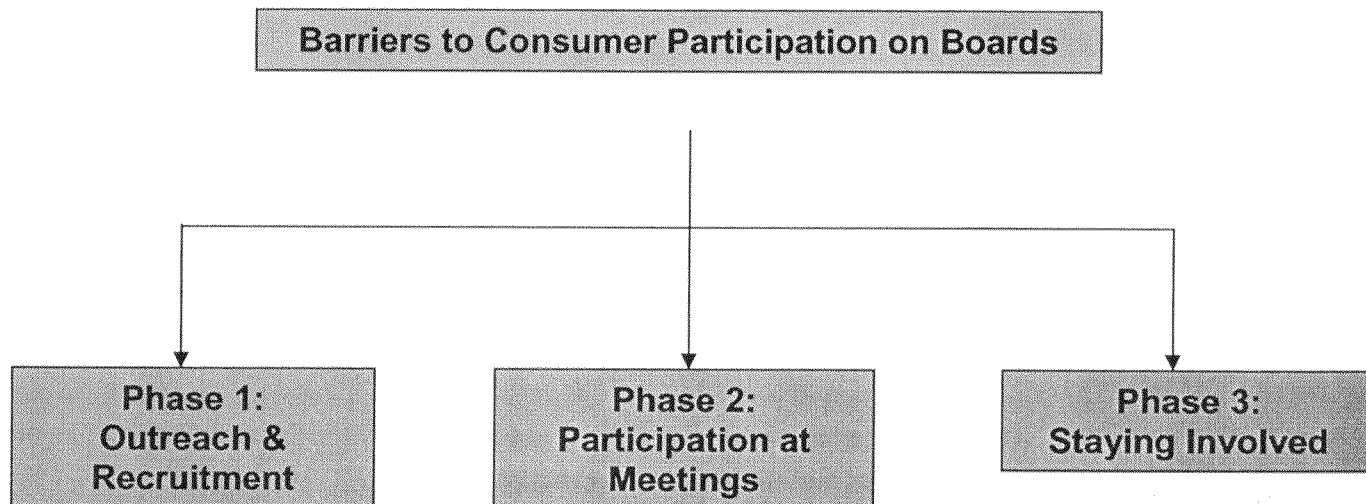 Barriers to Consumer Participation on Boards
Phase 1:
Outreach &
Recruitment
Phase 2:
Participation at
Meetings
Phase 3:
Staying Involved